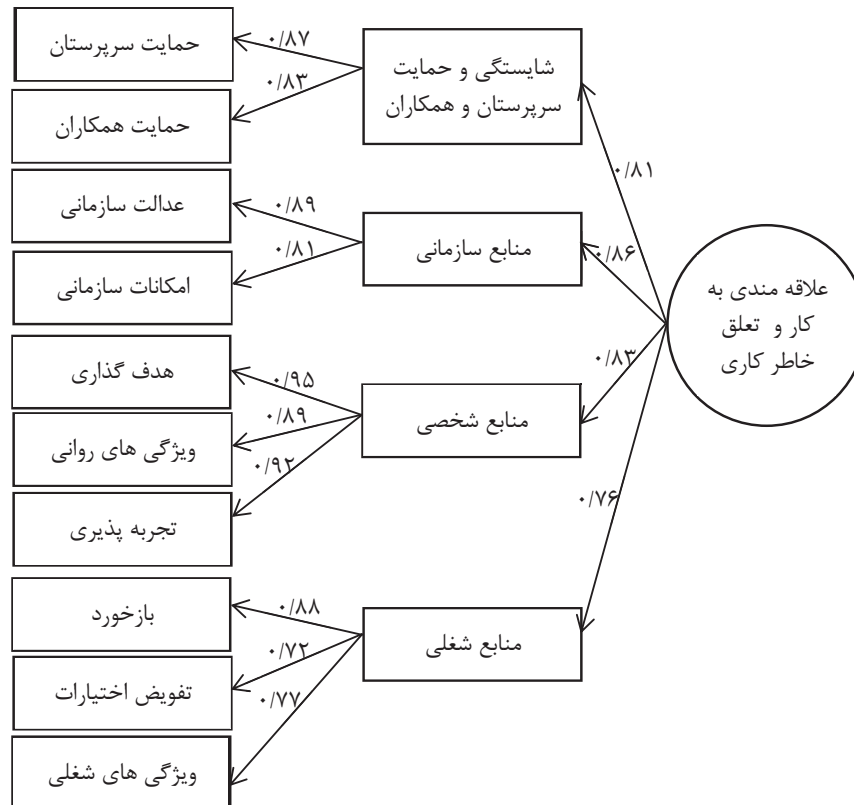 علاقه مندی به
کار و تعلق
خاطر کاری
۰/۸۱
۰/۸۶
۰/۸۳
۰/۷۶
شایستگی و حمایت
سرپرستان و همکاران
۰/۸۷
۰/۸۳
حمایت سرپرستان
حمایت همکاران
منابع سازمانی
۰/۸۹
۰/۸۱
عدالت سازمانی
امکانات سازمانی
منابع شخصی
۰/۹۵
۰/۸۹
۰/۹۲
هدف گذاری
ویژگی های روانی
تجربه پذیری
منابع شغلی
۰/۸۸
۰/۷۲
۰/۷۷
بازخورد
تفویض اختیارات
ویژگی های شغلی